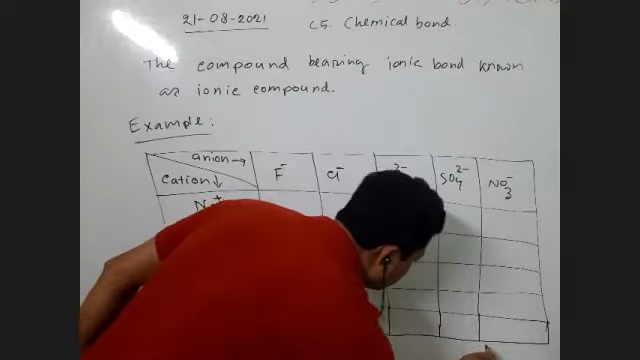 21-08-2021 C5. Chemical bond.
The compound bearing ionic bond known
as ionic compound.
Example:
anion→ F⁻ Cl⁻ 2- SO₄²⁻ NO₃⁻
Cation↓
N +